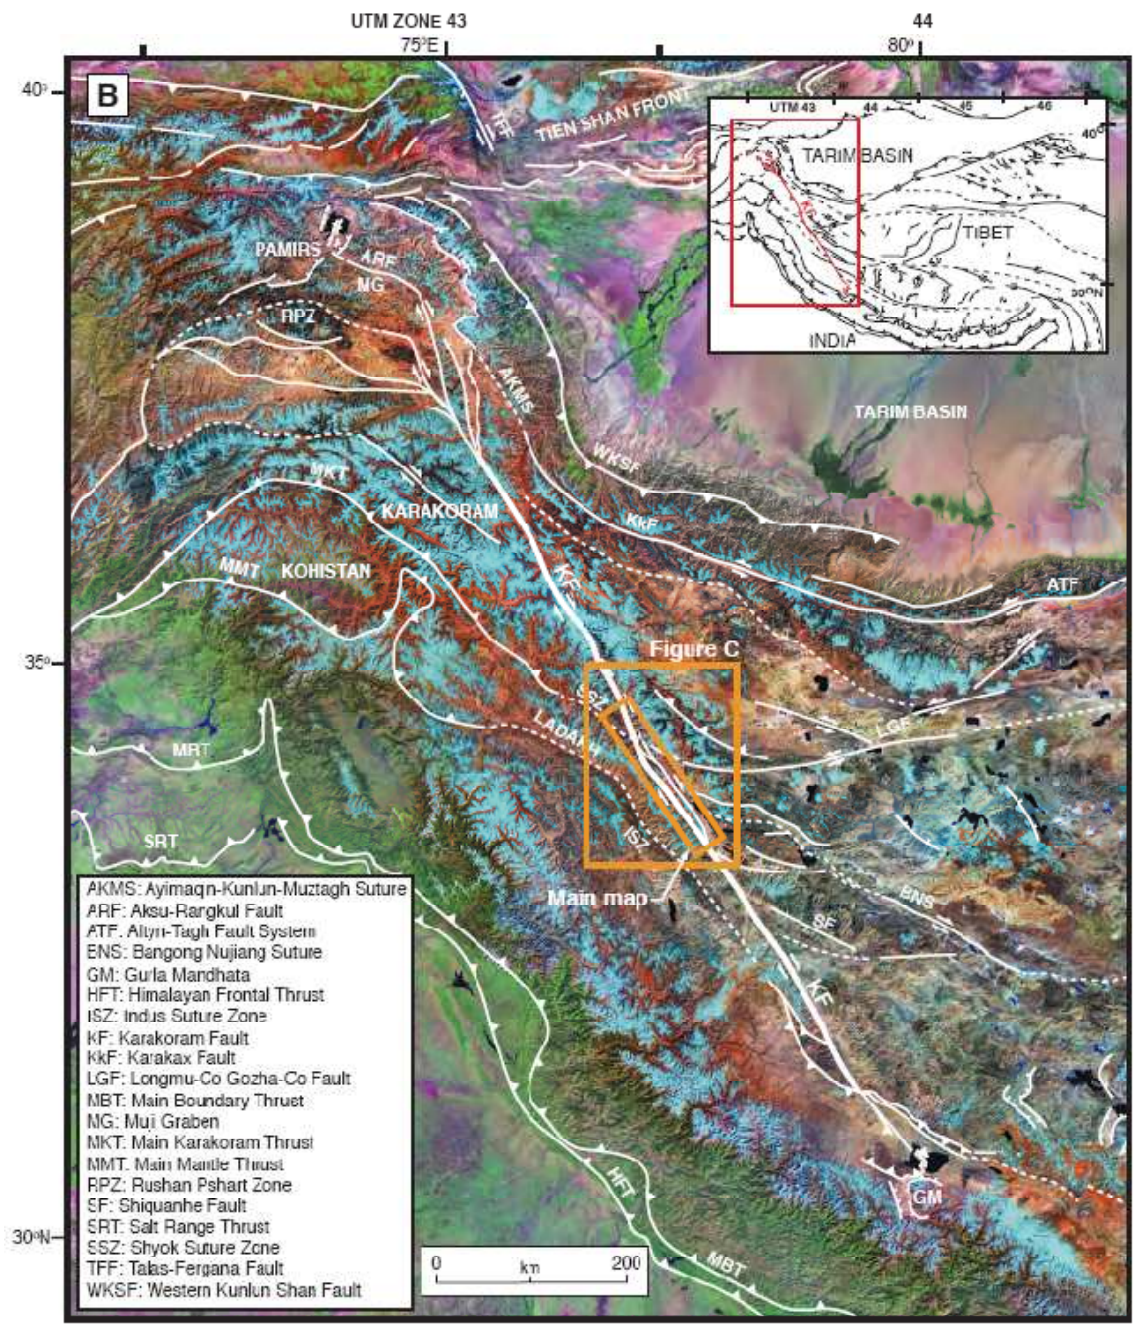 UTM ZONE 43
44
75°E
80°
40°
B
TFF
TIEN SHAN FRONT
UTM 43
44
45
46
40°
TARIM BASIN
KF
TIBET
30°N
INDIA
PAMIRS
ARF
MG
RPZ
AKMS
TARIM BASIN
WKSF
MKT
KARAKORAM
KkF
MMT
KOHISTAN
KF
ATF
35°
Figure C
SSZ
LADAKH
LGF
MRT
SRT
ISZ
Main map
BNS
SF
KF
AKMS: Ayimaqn-Kunlun-Muztagh Suture
ARF: Aksu-Rangkul Fault
ATF: Altyn-Tagh Fault System
BNS: Bangong Nujiang Suture
GM: Gurla Mandhata
HFT: Himalayan Frontal Thrust
ISZ: Indus Suture Zone
KF: Karakoram Fault
KkF: Karakax Fault
LGF: Longmu-Co Gozha-Co Fault
MBT: Main Boundary Thrust
MG: Muji Graben
MKT: Main Karakoram Thrust
MMT: Main Mantle Thrust
RPZ: Rushan Pshart Zone
SF: Shiquanhe Fault
SRT: Salt Range Thrust
SSZ: Shyok Suture Zone
TFF: Talas-Fergana Fault
WKSF: Western Kunlun Shan Fault
HFT
GM
30°N
0 km 200
MBT